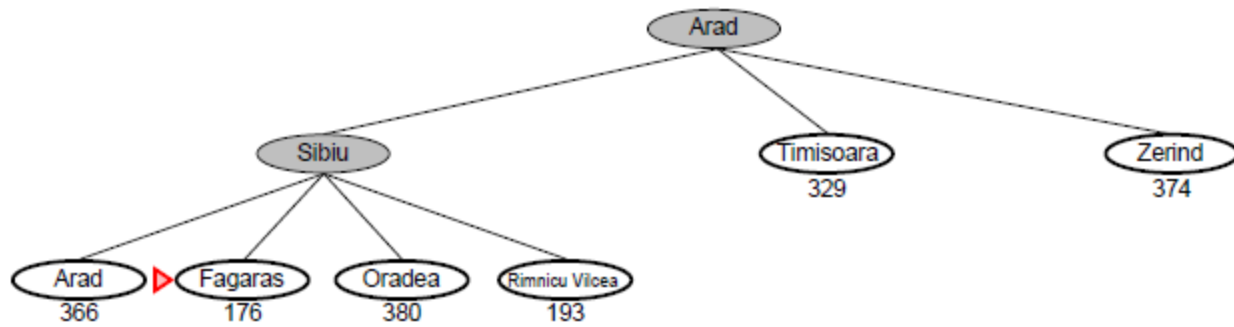 Arad
Sibiu
Timisoara
Zerind
329
374
Arad
Fagaras
Oradea
Rimnicu Vilcea
366
176
380
193